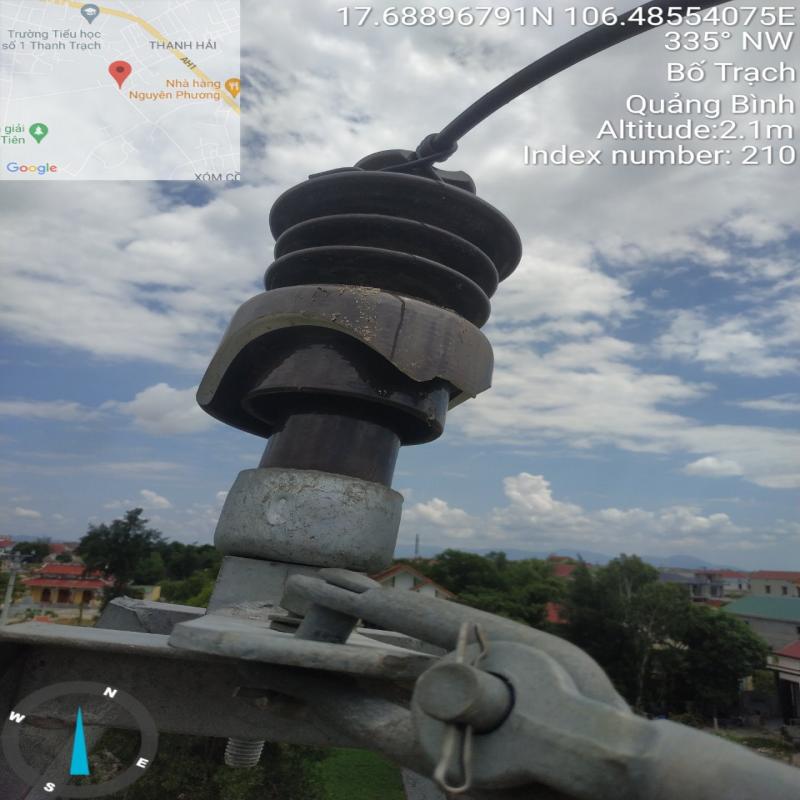 17.68896791N 106.48554075E
335° NW
Bố Trạch
Quảng Bình
Altitude:2.1m
Index number: 210
Trường Tiểu học
số 1 Thanh Trạch
THANH HẢI
AH1
Nhà hàng
Nguyên Phương
giải
Tiên
Google
XÓM CỒ
N
W
E
S